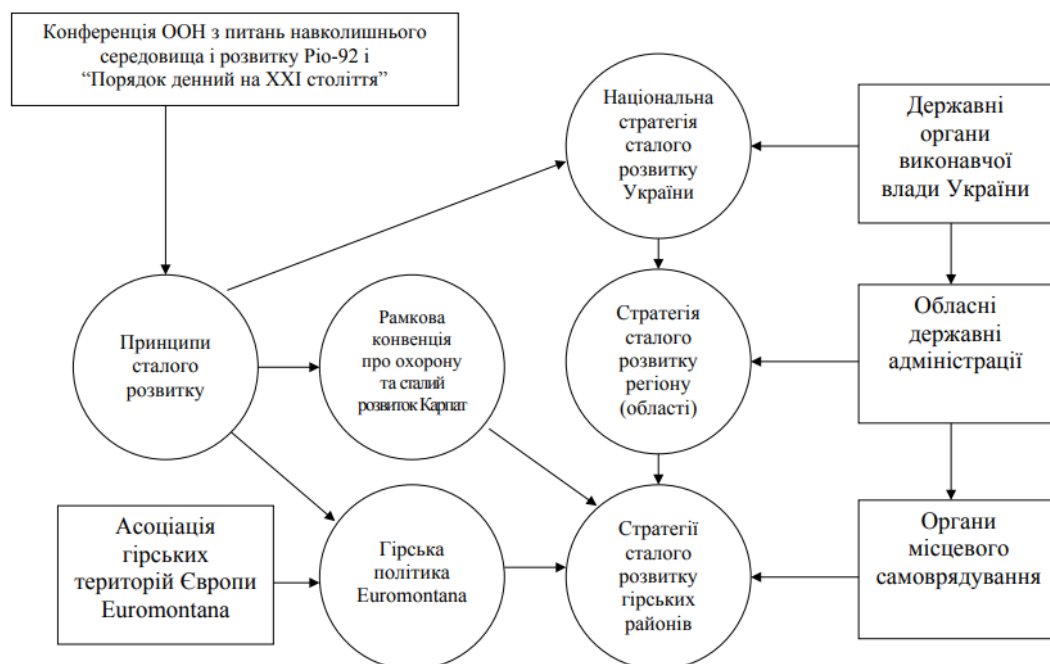 Конференція ООН з питань навколишнього
середовища і розвитку Ріо-92 і
“Порядок денний на XXI століття”
Національна
стратегія
сталого
розвитку
України
Державні
органи
виконавчої
влади України
Принципи
сталого
розвитку
Рамкова
конвенція
про охорону
та сталий
розвиток Карпат
Стратегія
сталого
розвитку
регіону
(області)
Обласні
державні
адміністрації
Асоціація
гірських
територій Європи
Euromontana
Гірська
політика
Euromontana
Стратегії
сталого
розвитку
гірських
районів
Органи
місцевого
самоврядування